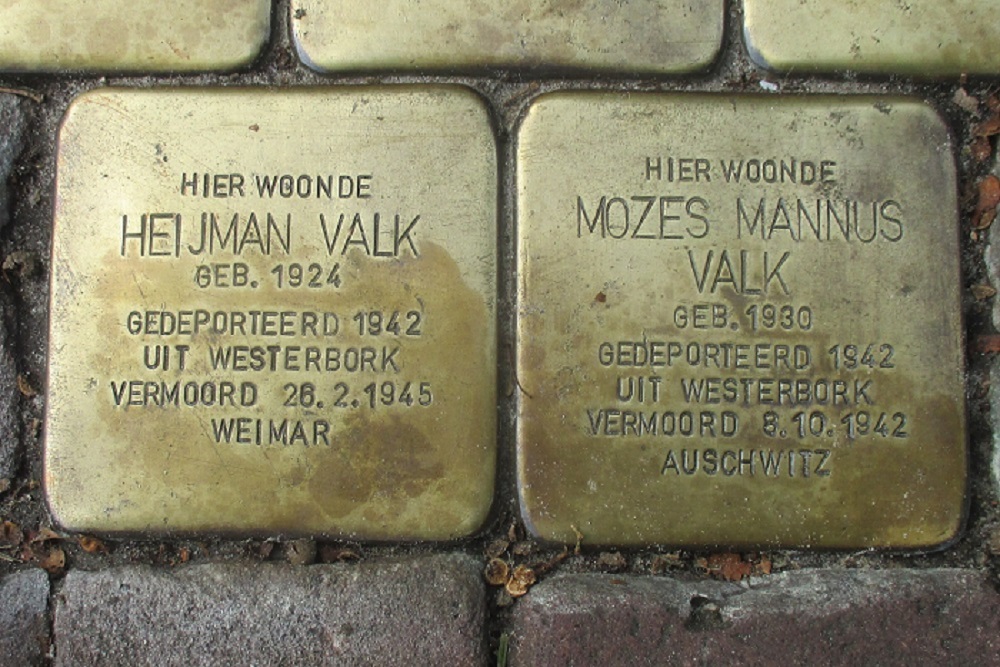 HIER WOONDE
HEIJMAN VALK
GEB. 1924
GEDEPORTEERD 1942
UIT WESTERBORK
VERMOORD 26.2.1945
WEIMAR
HIER WOONDE
MOZES MANNUS
VALK
GEB. 1930
GEDEPORTEERD 1942
UIT WESTERBORK
VERMOORD 8.10.1942
AUSCHWITZ